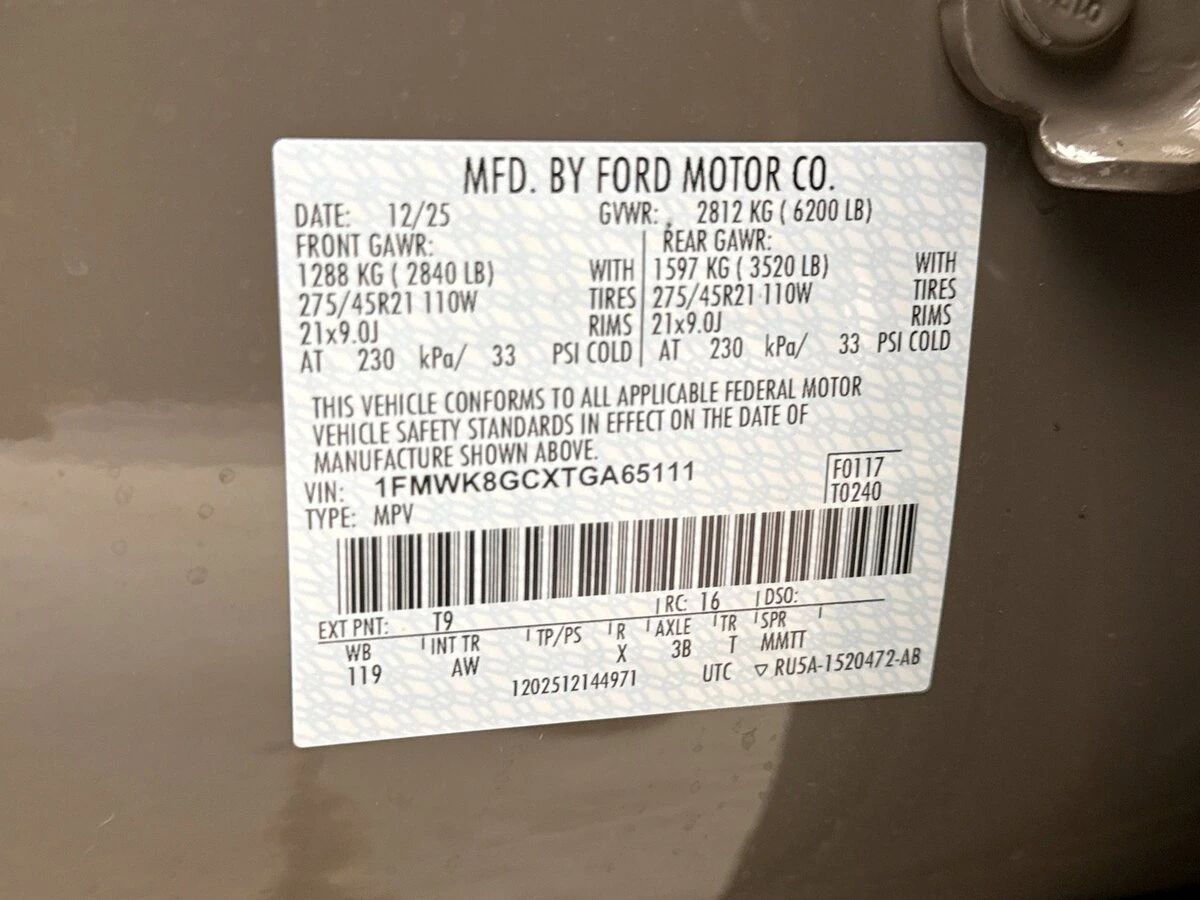 MFD. BY FORD MOTOR CO.
DATE: 12/25 GVWR: 2812 KG ( 6200 LB)
FRONT GAWR: REAR GAWR:
1288 KG ( 2840 LB) WITH 1597 KG ( 3520 LB) WITH
275/45R21 110W TIRES 275/45R21 110W TIRES
21x9.0J RIMS 21x9.0J RIMS
AT 230 kPa/ 33 PSI COLD AT 230 kPa/ 33 PSI COLD
THIS VEHICLE CONFORMS TO ALL APPLICABLE FEDERAL MOTOR
VEHICLE SAFETY STANDARDS IN EFFECT ON THE DATE OF
MANUFACTURE SHOWN ABOVE.
VIN: 1FMWK8GCXTGA65111 F0117
TYPE: MPV T0240
EXT PNT: T9 RC: 16 DSO:
WB INT TR TP/PS R AXLE TR SPR
119 AW X 3B T MMTT
1202512144971 UTC ▽ RU5A-1520472-AB